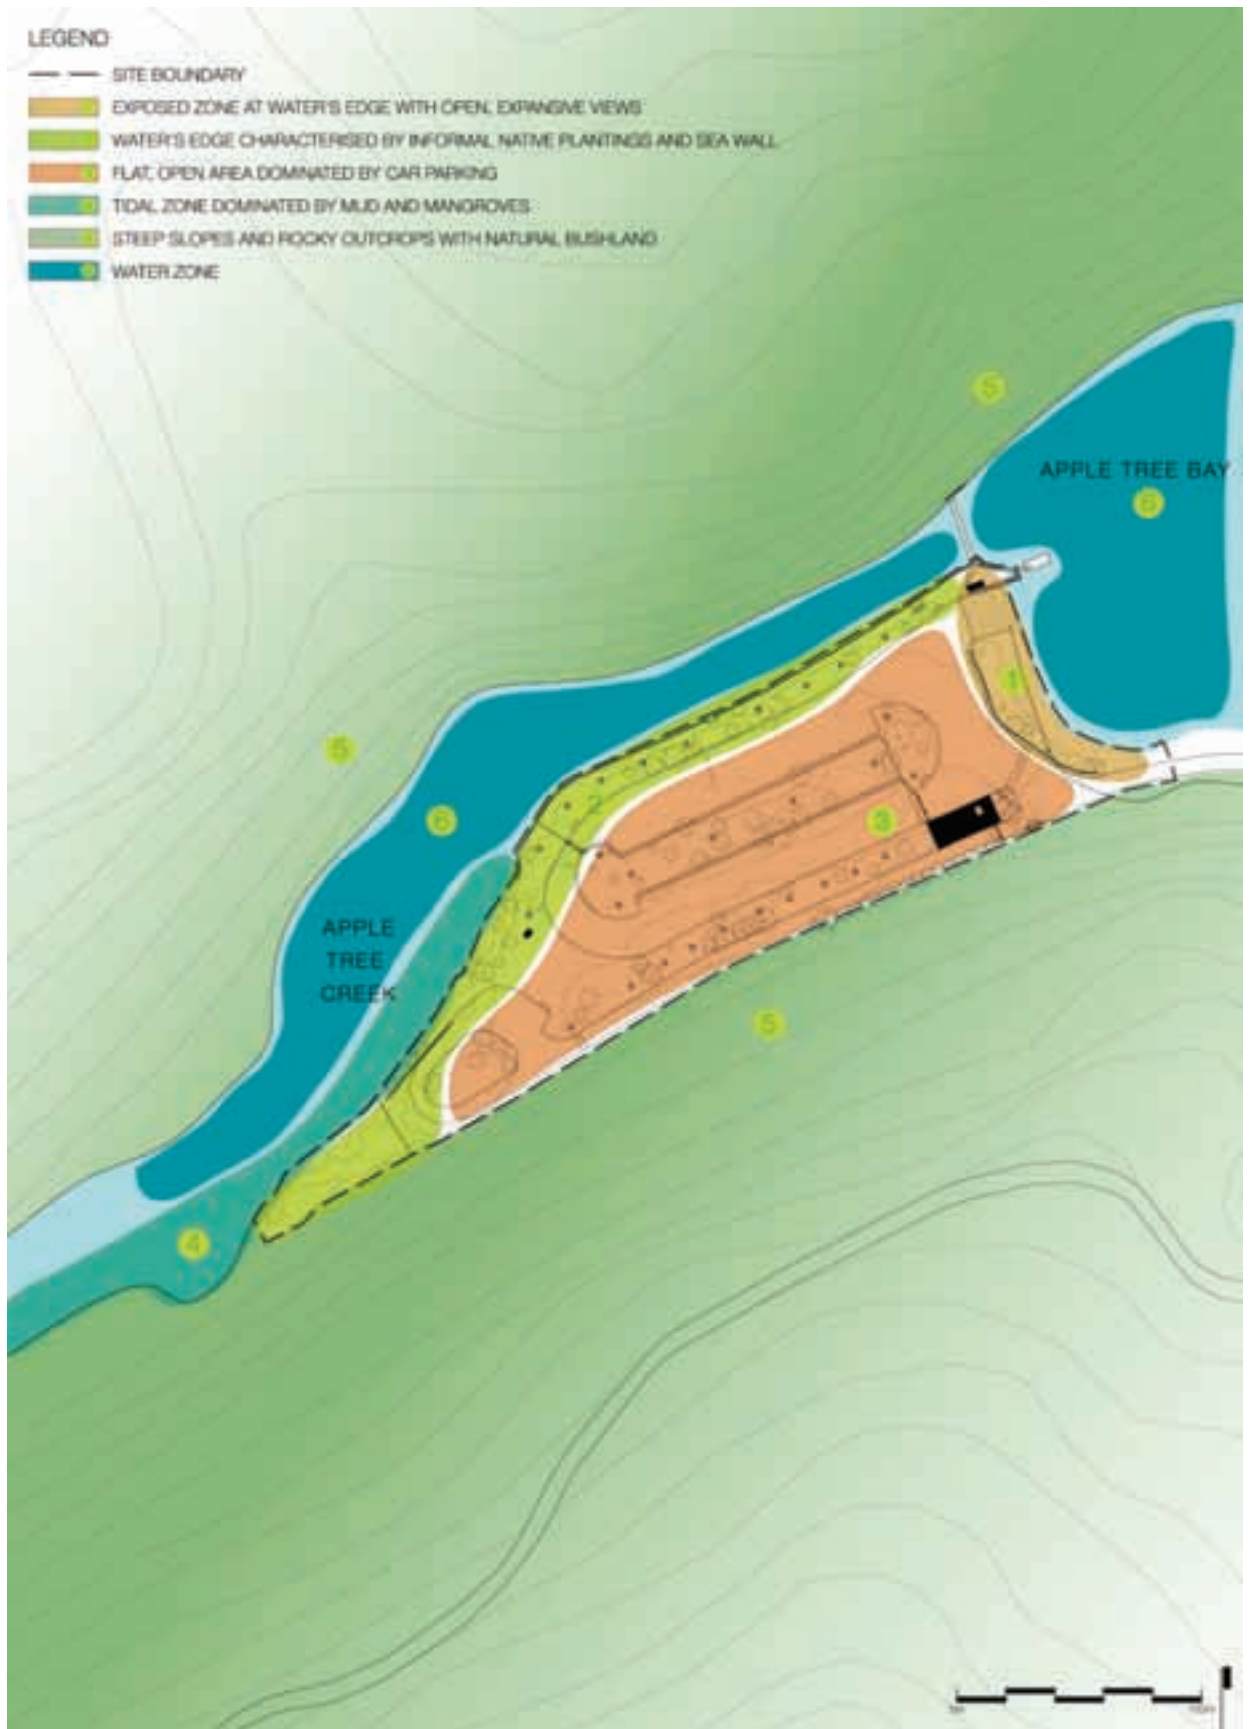 LEGEND
SITE BOUNDARY
EXPOSED ZONE AT WATER'S EDGE WITH OPEN, EXPANSIVE VIEWS
WATER'S EDGE CHARACTERISED BY INFORMAL NATIVE PLANTINGS AND SEA WALL
FLAT, OPEN AREA DOMINATED BY CAR PARKING
TIDAL ZONE DOMINATED BY MUD AND MANGROVES
STEEP SLOPES AND ROCKY OUTCROPS WITH NATURAL BUSHLAND
WATER ZONE
5
APPLE TREE BAY
6
1
5
2
6
3
APPLE
TREE
CREEK
5
4